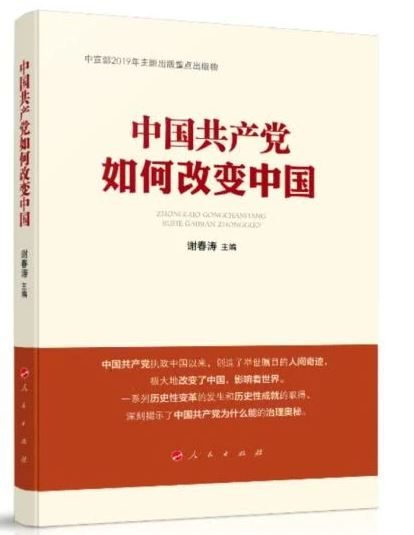 中宣部2019年主题出版重点出版物
中国共产党
如何改变中国
ZHONGGUO GONGCHANDANG
RUHE GAIBIAN ZHONGGUO
谢春涛 主编
中国共产党执政中国以来，创造了举世瞩目的人间奇迹，
极大地改变了中国、影响着世界。
一系列历史性变革的发生和历史性成就的取得，
深刻揭示了中国共产党为什么能的治理奥秘。
人民出版社
中国共产党如何改变中国
谢春涛 主编
人民出版社